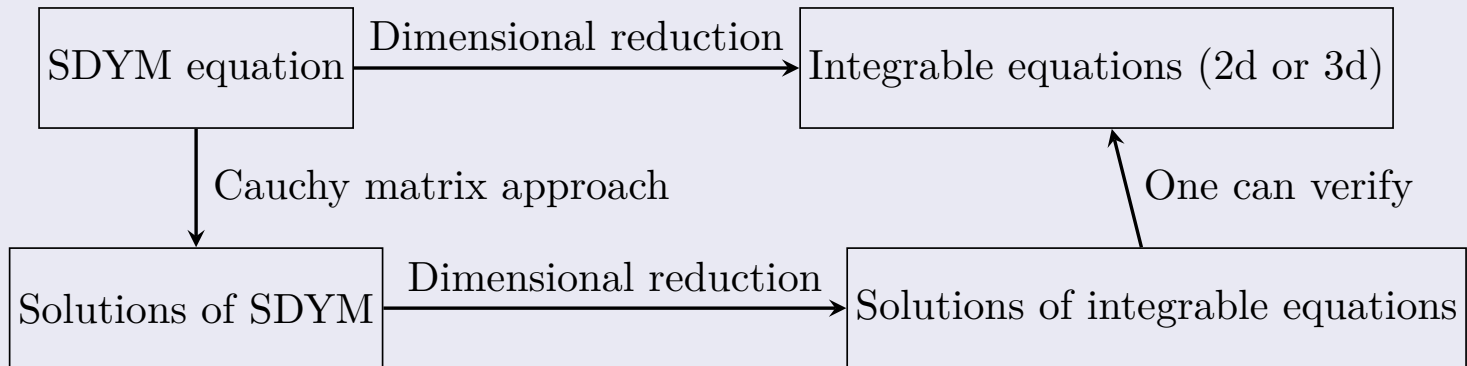 SDYM equation
Dimensional reduction
Integrable equations (2d or 3d)
Cauchy matrix approach
One can verify
Solutions of SDYM
Dimensional reduction
Solutions of integrable equations